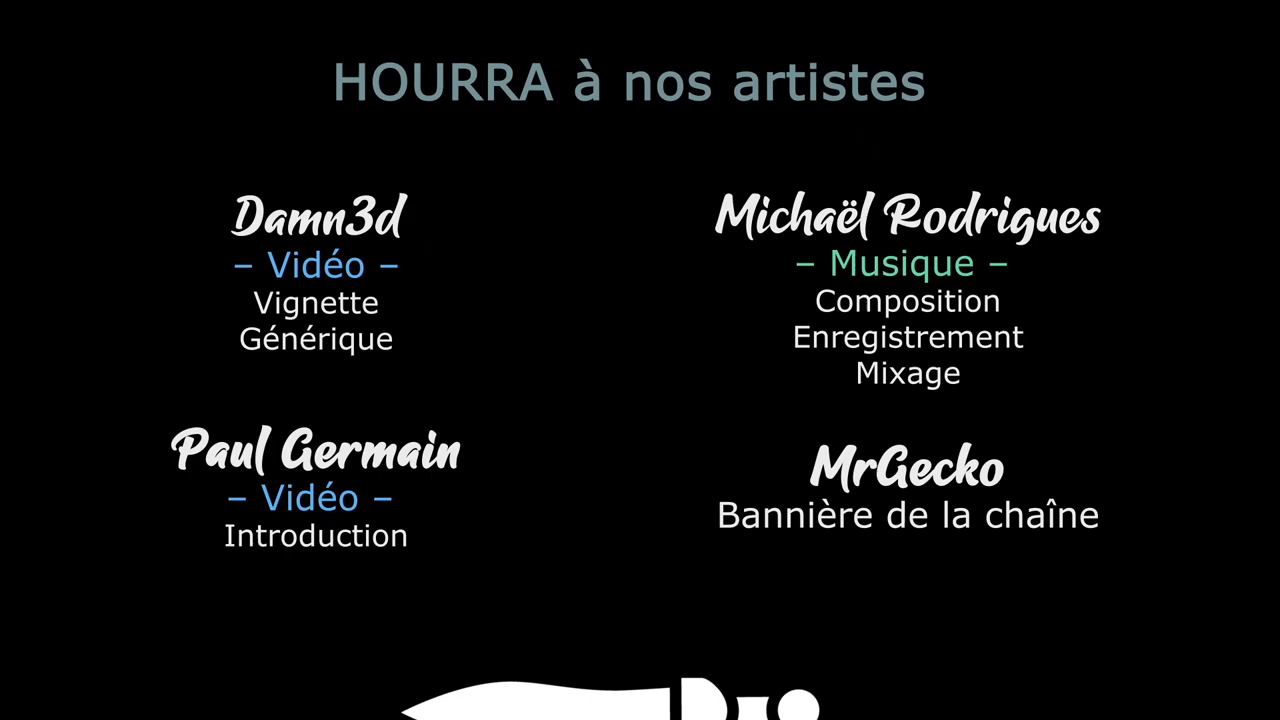 HOURRA à nos artistes
Damn3d
– Vidéo –
Vignette
Générique
Michaël Rodrigues
– Musique –
Composition
Enregistrement
Mixage
Paul Germain
– Vidéo –
Introduction
MrGecko
Bannière de la chaîne